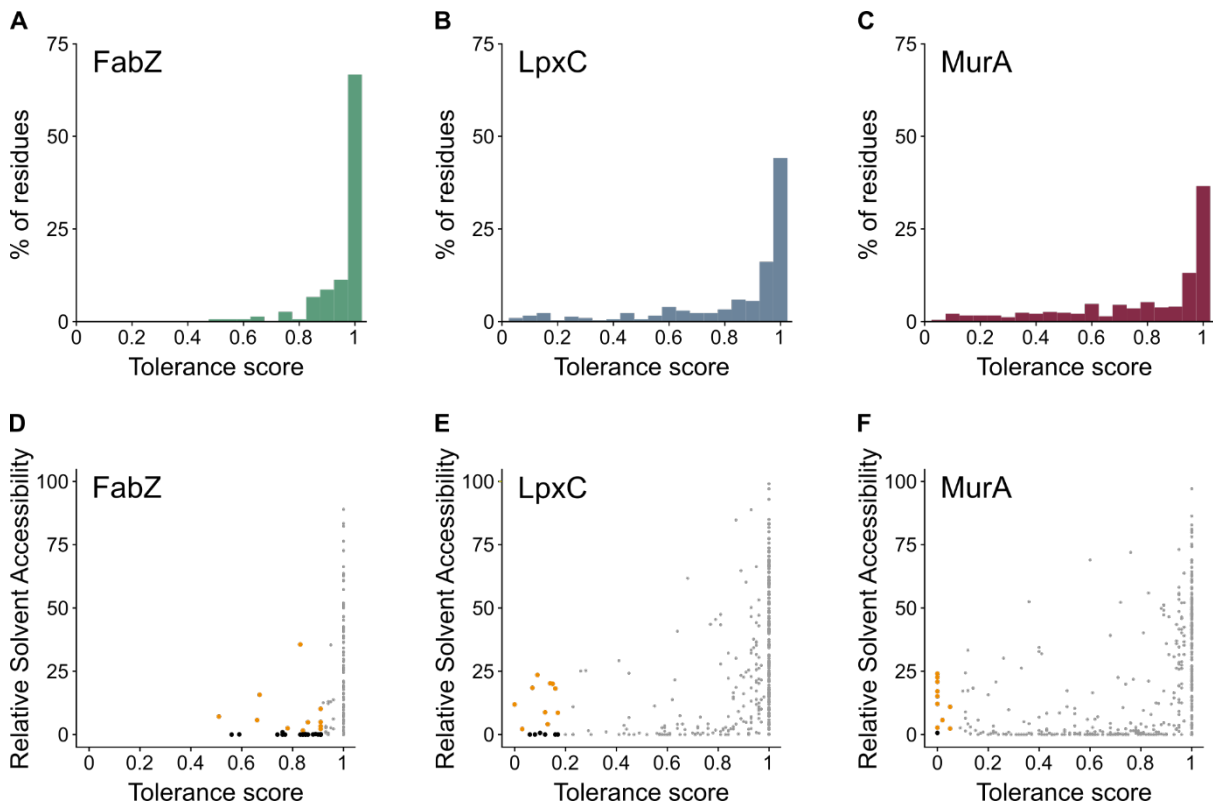 A
75
50
25
0
% of residues
FabZ
0 0.2 0.4 0.6 0.8 1
Tolerance score
B
75
50
25
0
% of residues
LpxC
0 0.2 0.4 0.6 0.8 1
Tolerance score
C
75
50
25
0
% of residues
MurA
0 0.2 0.4 0.6 0.8 1
Tolerance score
D
100
75
50
25
0
Relative Solvent Accessibility
FabZ
0 0.2 0.4 0.6 0.8 1
Tolerance score
E
100
75
50
25
0
Relative Solvent Accessibility
LpxC
0 0.2 0.4 0.6 0.8 1
Tolerance score
F
100
75
50
25
0
Relative Solvent Accessibility
MurA
0 0.2 0.4 0.6 0.8 1
Tolerance score